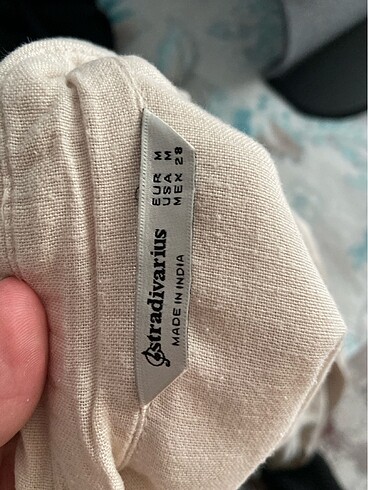 stradivarius
MADE IN INDIA
EUR M
USA M
MEX 28